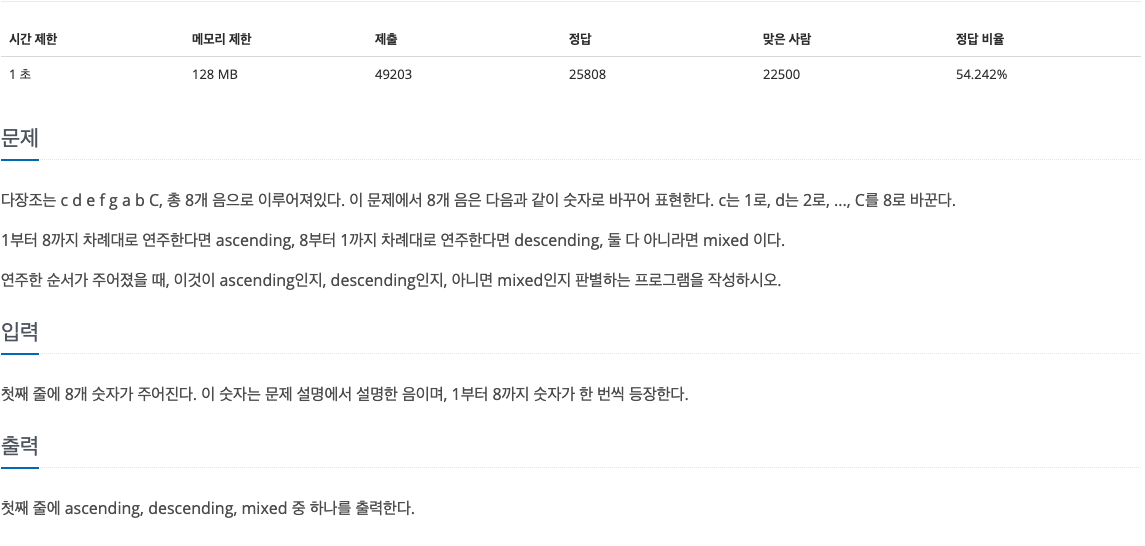 시간 제한 메모리 제한 제출 정답 맞은 사람 정답 비율
1 초 128 MB 49203 25808 22500 54.242%
문제
다장조는 c d e f g a b C, 총 8개 음으로 이루어져있다. 이 문제에서 8개 음은 다음과 같이 숫자로 바꾸어 표현한다. c는 1로, d는 2로, ..., C를 8로 바꾼다.
1부터 8까지 차례대로 연주한다면 ascending, 8부터 1까지 차례대로 연주한다면 descending, 둘 다 아니라면 mixed 이다.
연주한 순서가 주어졌을 때, 이것이 ascending인지, descending인지, 아니면 mixed인지 판별하는 프로그램을 작성하시오.
입력
첫째 줄에 8개 숫자가 주어진다. 이 숫자는 문제 설명에서 설명한 음이며, 1부터 8까지 숫자가 한 번씩 등장한다.
출력
첫째 줄에 ascending, descending, mixed 중 하나를 출력한다.